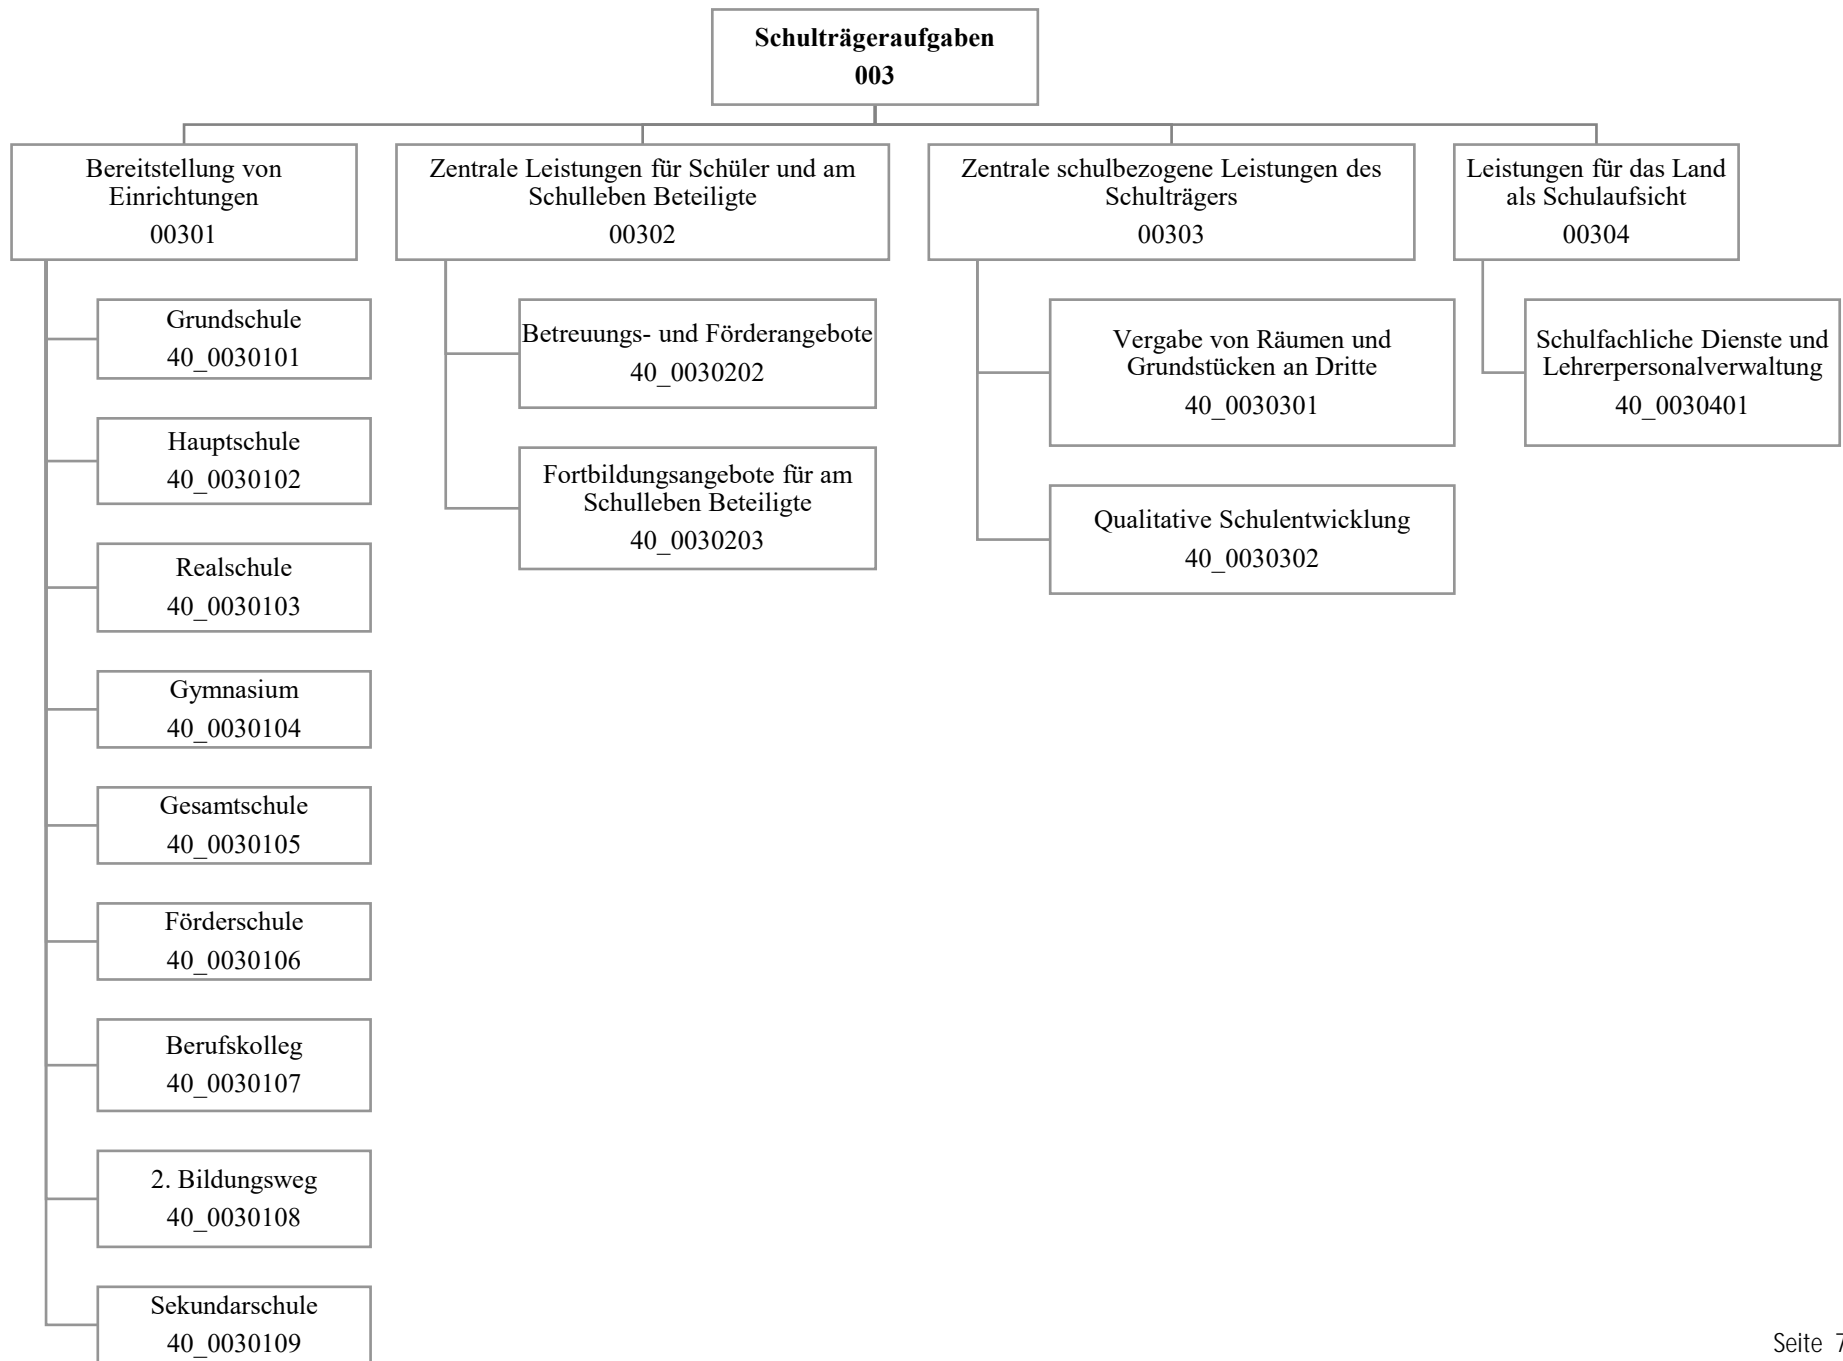 Schulträgeraufgaben
003
Bereitstellung von
Einrichtungen
00301
Grundschule
40_0030101
Hauptschule
40_0030102
Realschule
40_0030103
Gymnasium
40_0030104
Gesamtschule
40_0030105
Förderschule
40_0030106
Berufskolleg
40_0030107
2. Bildungsweg
40_0030108
Sekundarschule
40_0030109
Zentrale Leistungen für Schüler und am
Schulleben Beteiligte
00302
Betreuungs- und Förderangebote
40_0030202
Fortbildungsangebote für am
Schulleben Beteiligte
40_0030203
Zentrale schulbezogene Leistungen des
Schulträgers
00303
Vergabe von Räumen und
Grundstücken an Dritte
40_0030301
Qualitative Schulentwicklung
40_0030302
Leistungen für das Land
als Schulaufsicht
00304
Schulfachliche Dienste und
Lehrerpersonalverwaltung
40_0030401
Seite 7